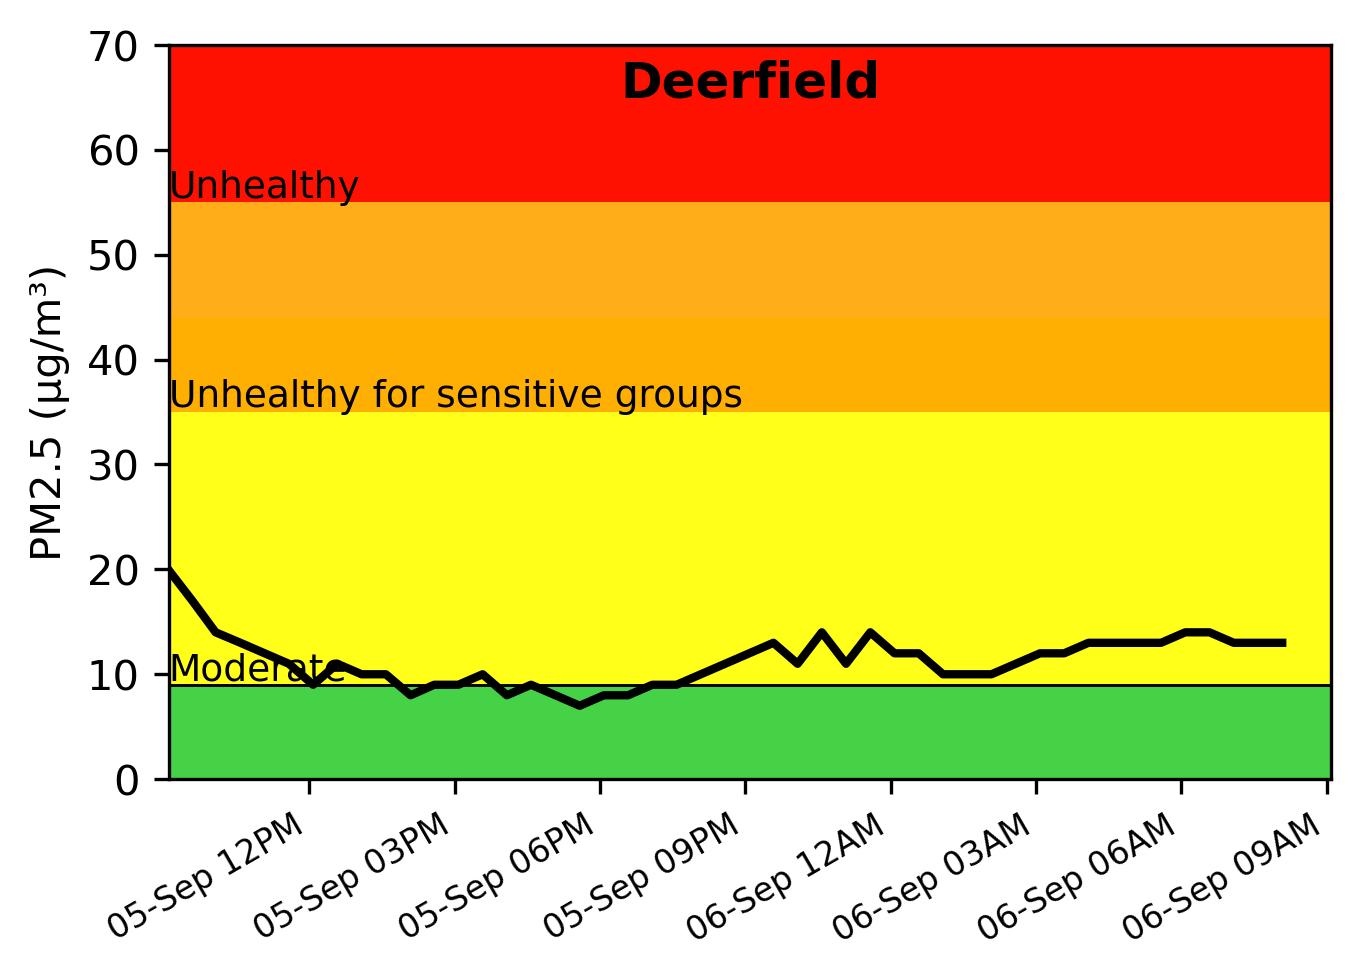 Deerfield
70
60
50
40
30
20
10
0
PM2.5 (µg/m³)
Unhealthy
Unhealthy for sensitive groups
Moderate
05-Sep 12PM
05-Sep 03PM
05-Sep 06PM
05-Sep 09PM
06-Sep 12AM
06-Sep 03AM
06-Sep 06AM
06-Sep 09AM